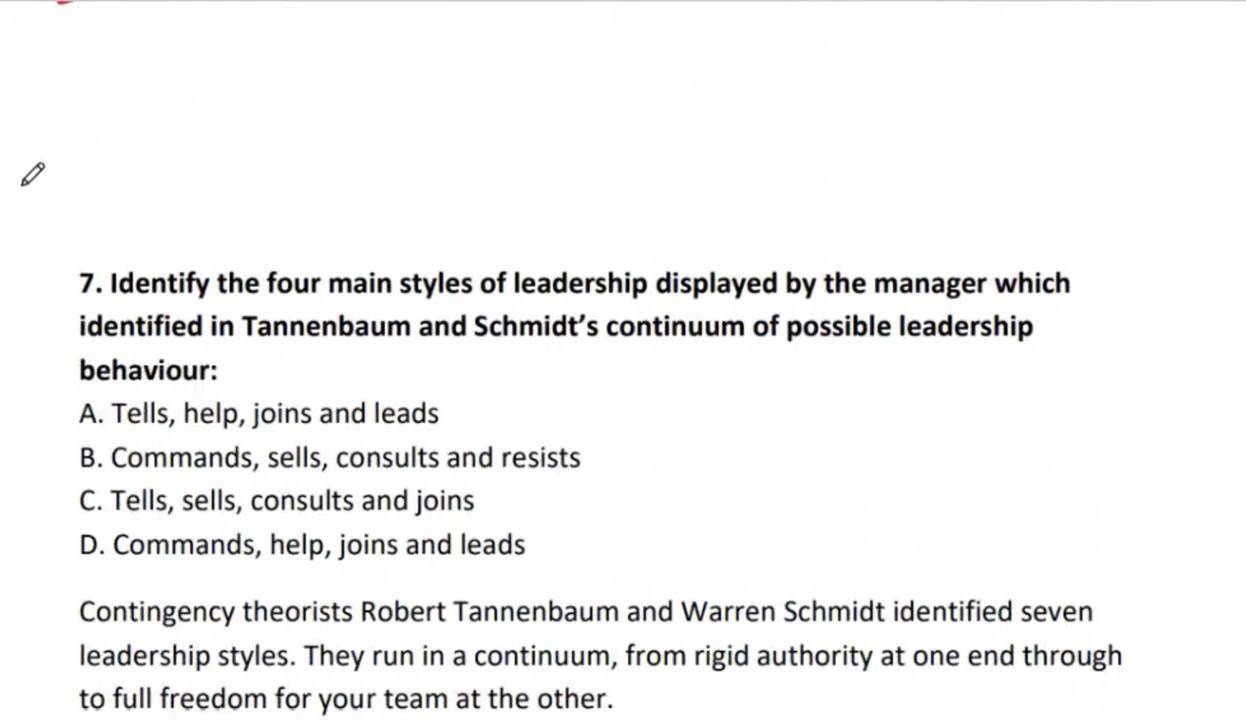 7. Identify the four main styles of leadership displayed by the manager which
identified in Tannenbaum and Schmidt’s continuum of possible leadership
behaviour:
A. Tells, help, joins and leads
B. Commands, sells, consults and resists
C. Tells, sells, consults and joins
D. Commands, help, joins and leads
Contingency theorists Robert Tannenbaum and Warren Schmidt identified seven
leadership styles. They run in a continuum, from rigid authority at one end through
to full freedom for your team at the other.